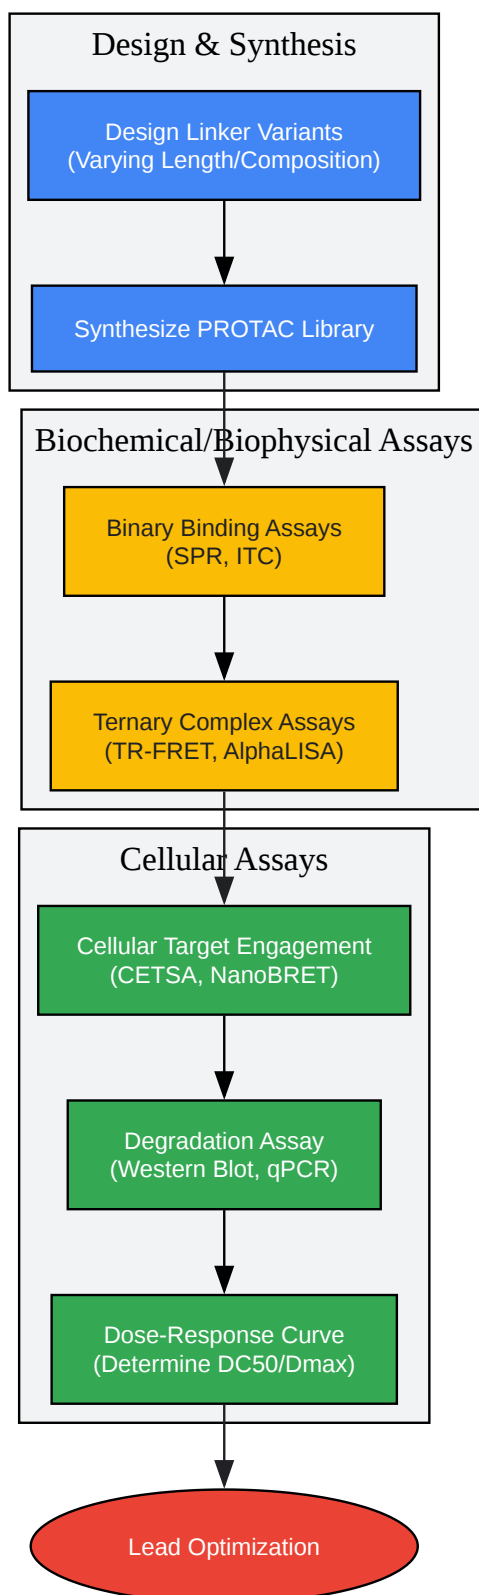 Design & Synthesis
Design Linker Variants
(Varying Length/Composition)
Synthesize PROTAC Library
Biochemical/Biophysical Assays
Binary Binding Assays
(SPR, ITC)
Ternary Complex Assays
(TR-FRET, AlphaLISA)
Cellular Assays
Cellular Target Engagement
(CETSA, NanoBRET)
Degradation Assay
(Western Blot, qPCR)
Dose-Response Curve
(Determine DC50/Dmax)
Lead Optimization